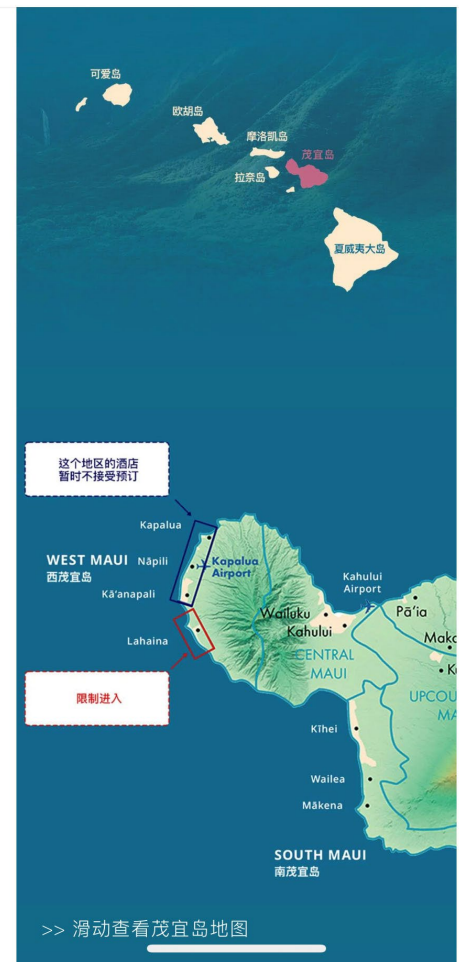 可爱岛
欧胡岛
摩洛凯岛
茂宜岛
拉奈岛
夏威夷大岛
这个地区的酒店
暂时不接受预订
Kapalua
WEST MAUI
西茂宜岛
Nāpili
Kapalua
Airport
Kā'anapali
Lahaina
限制进入
Kahului
Airport
Wailuku
Kahului
Pā'ia
CENTRAL
MAUI
Kīhei
Wailea
Mākena
SOUTH MAUI
南茂宜岛
>> 滑动查看茂宜岛地图